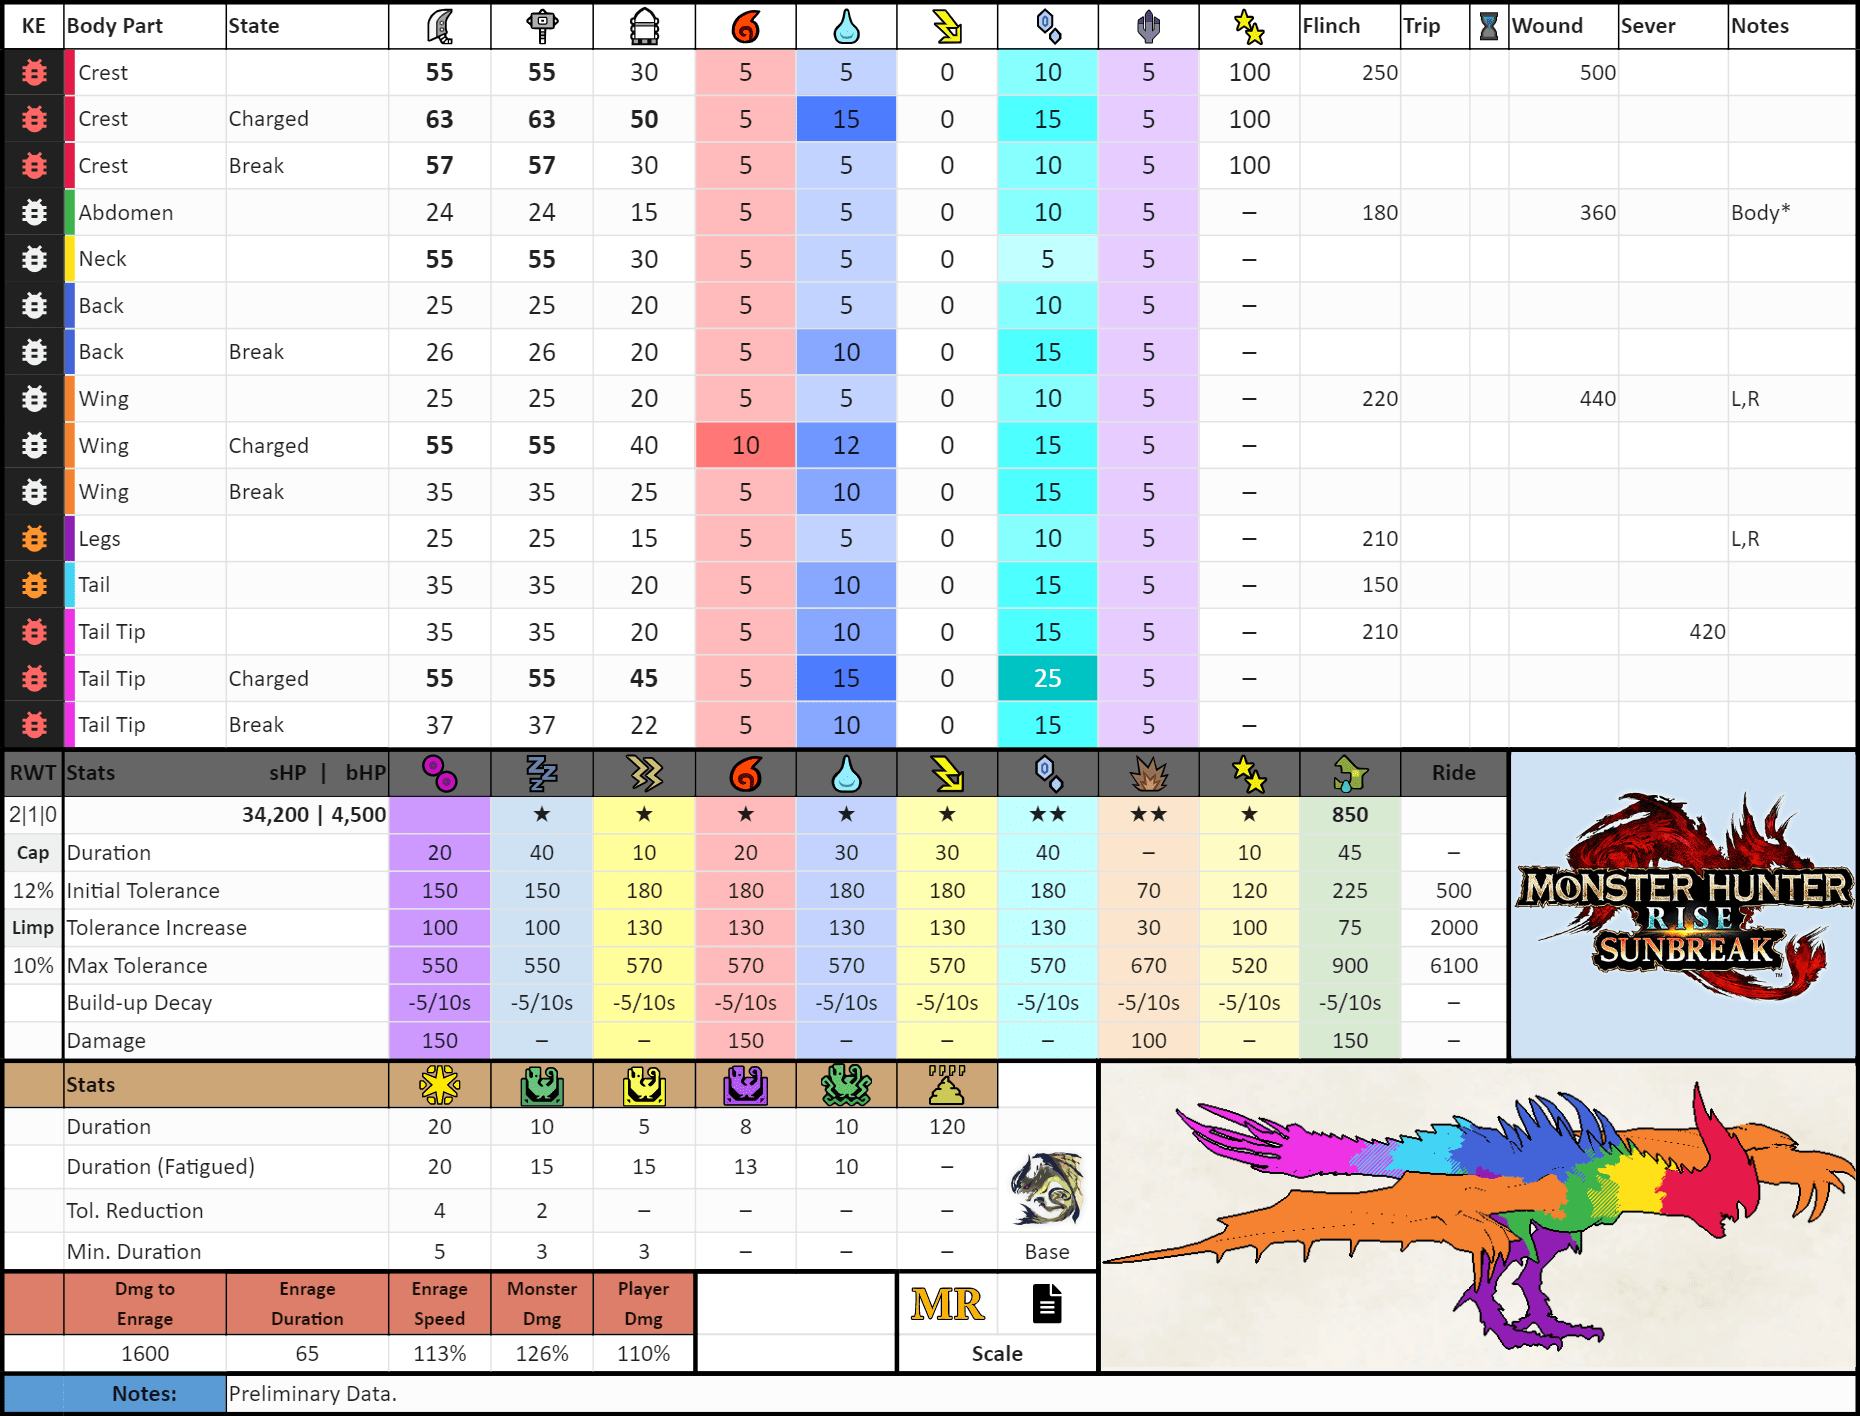 KE Body Part State Flinch Trip Wound Sever Notes
Crest 55 55 30 5 5 0 10 5 100 250 500
Crest Charged 63 63 50 5 15 0 15 5 100
Crest Break 57 57 30 5 5 0 10 5 100
Abdomen 24 24 15 5 5 0 10 5 – 180 360 Body*
Neck 55 55 30 5 5 0 5 5 –
Back 25 25 20 5 5 0 10 5 –
Back Break 26 26 20 5 10 0 15 5 –
Wing 25 25 20 5 5 0 10 5 – 220 440 L,R
Wing Charged 55 55 40 10 12 0 15 5 –
Wing Break 35 35 25 5 10 0 15 5 –
Legs 25 25 15 5 5 0 10 5 – 210 L,R
Tail 35 35 20 5 10 0 15 5 – 150
Tail Tip 35 35 20 5 10 0 15 5 – 210 420
Tail Tip Charged 55 55 45 5 15 0 25 5 –
Tail Tip Break 37 37 22 5 10 0 15 5 –
RWT Stats sHP | bHP Ride
2|1|0 34,200 | 4,500 ★ ★ ★ ★ ★ ★★ ★★ ★ 850
Cap Duration 20 40 10 20 30 30 40 – 10 45 –
12% Initial Tolerance 150 150 180 180 180 180 180 70 120 225 500
Limp Tolerance Increase 100 100 130 130 130 130 130 30 100 75 2000
10% Max Tolerance 550 550 570 570 570 570 570 670 520 900 6100
Build-up Decay -5/10s -5/10s -5/10s -5/10s -5/10s -5/10s -5/10s -5/10s -5/10s -5/10s –
Damage 150 – – 150 – – – 100 – 150 –
MONSTER HUNTER
RISE
SUNBREAK™
Stats
Duration 20 10 5 8 10 120
Duration (Fatigued) 20 15 15 13 10 –
Tol. Reduction 4 2 – – – –
Min. Duration 5 3 3 – – – Base
Dmg to Enrage Enrage Monster Player
Enrage Duration Speed Dmg Dmg
MR
1600 65 113% 126% 110% Scale
Notes: Preliminary Data.